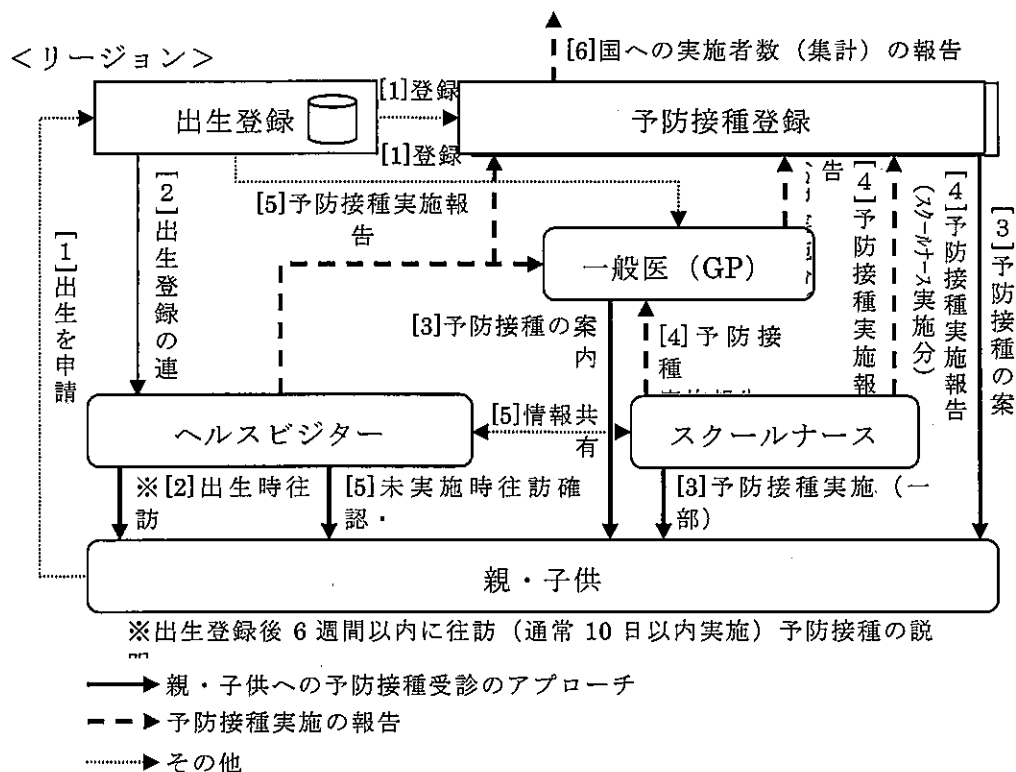 [6]国への実施者数（集計）の報告
＜リージョン＞
[1]登録
出生登録
予防接種登録
[1]登録
[5]予防接種実施報
告
[1]出生を申請
[2]出生登録の連
一般医（GP）
告
[4]予防接種実施報
[4]予防接種実施報告
（スクールナース実施分）
[3]予防接種の案
[3]予防接種の案
内
[4]予防接
種
ヘルスビジター
[5]情報共
有
スクールナース
※[2]出生時往
訪
[5]未実施時往訪確
認・
[3]予防接種実施（一
部）
親・子供
※出生登録後 6 週間以内に往訪（通常 10 日以内実施）予防接種の説
親・子供への予防接種受診のアプローチ
予防接種実施の報告
その他